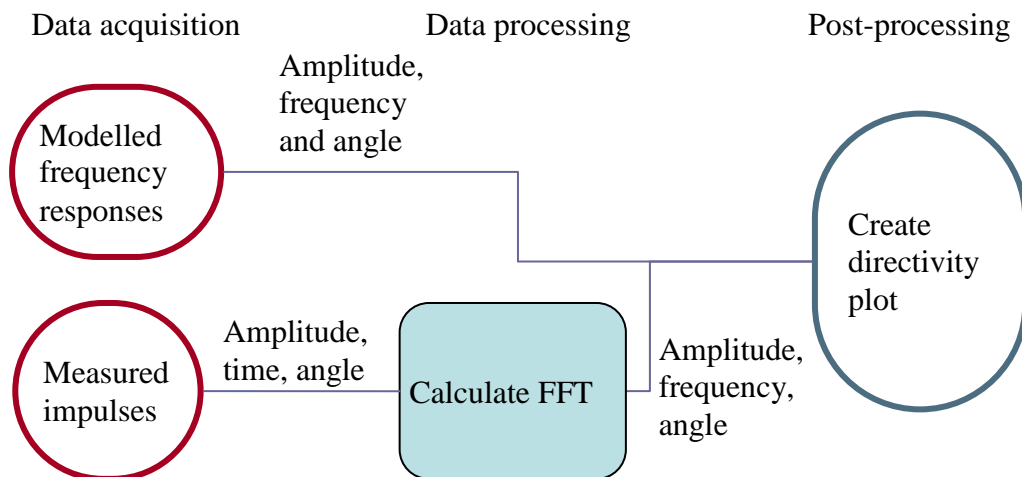 Data acquisition
Data processing
Post-processing
Amplitude,
frequency
and angle
Modelled
frequency
responses
Create
directivity
plot
Amplitude,
time, angle
Measured
impulses
Calculate FFT
Amplitude,
frequency,
angle